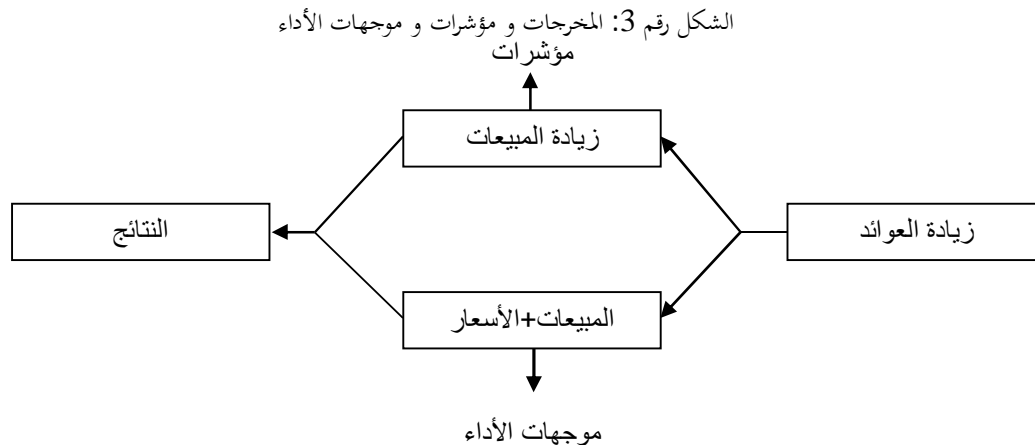 الشكل رقم 3: المخرجات و مؤشرات و موجهات الأداء
مؤشرات
زيادة المبيعات
زيادة العوائد
النتائج
المبيعات+الأسعار
موجهات الأداء